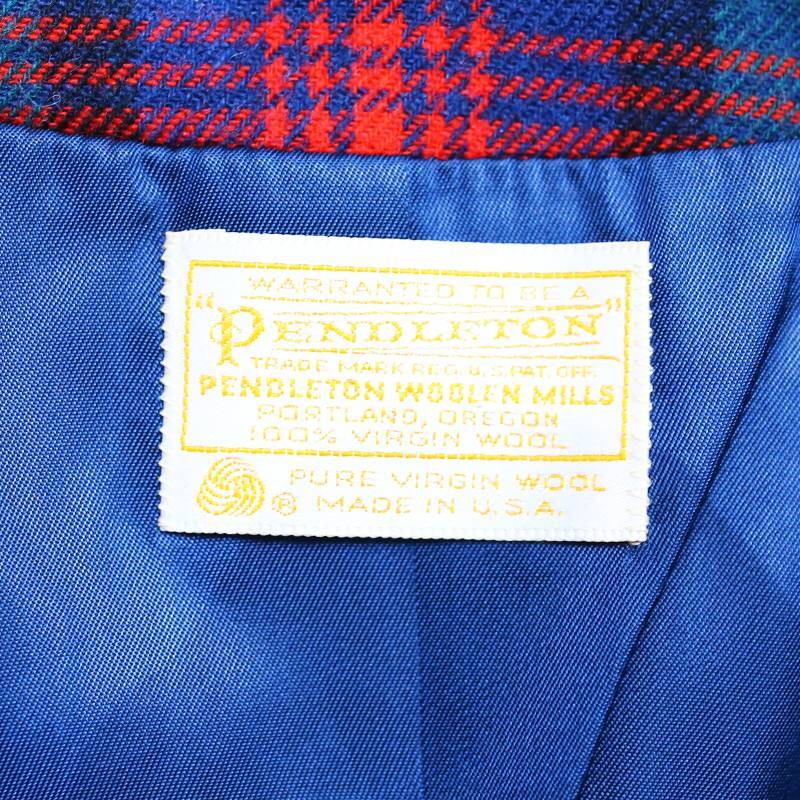 WARRANTED TO BE A
"PENDLETON"
TRADE MARK REG. U.S. PAT. OFF.
PENDLETON WOOLEN MILLS
PORTLAND, OREGON
100% VIRGIN WOOL
® PURE VIRGIN WOOL
MADE IN U.S.A.